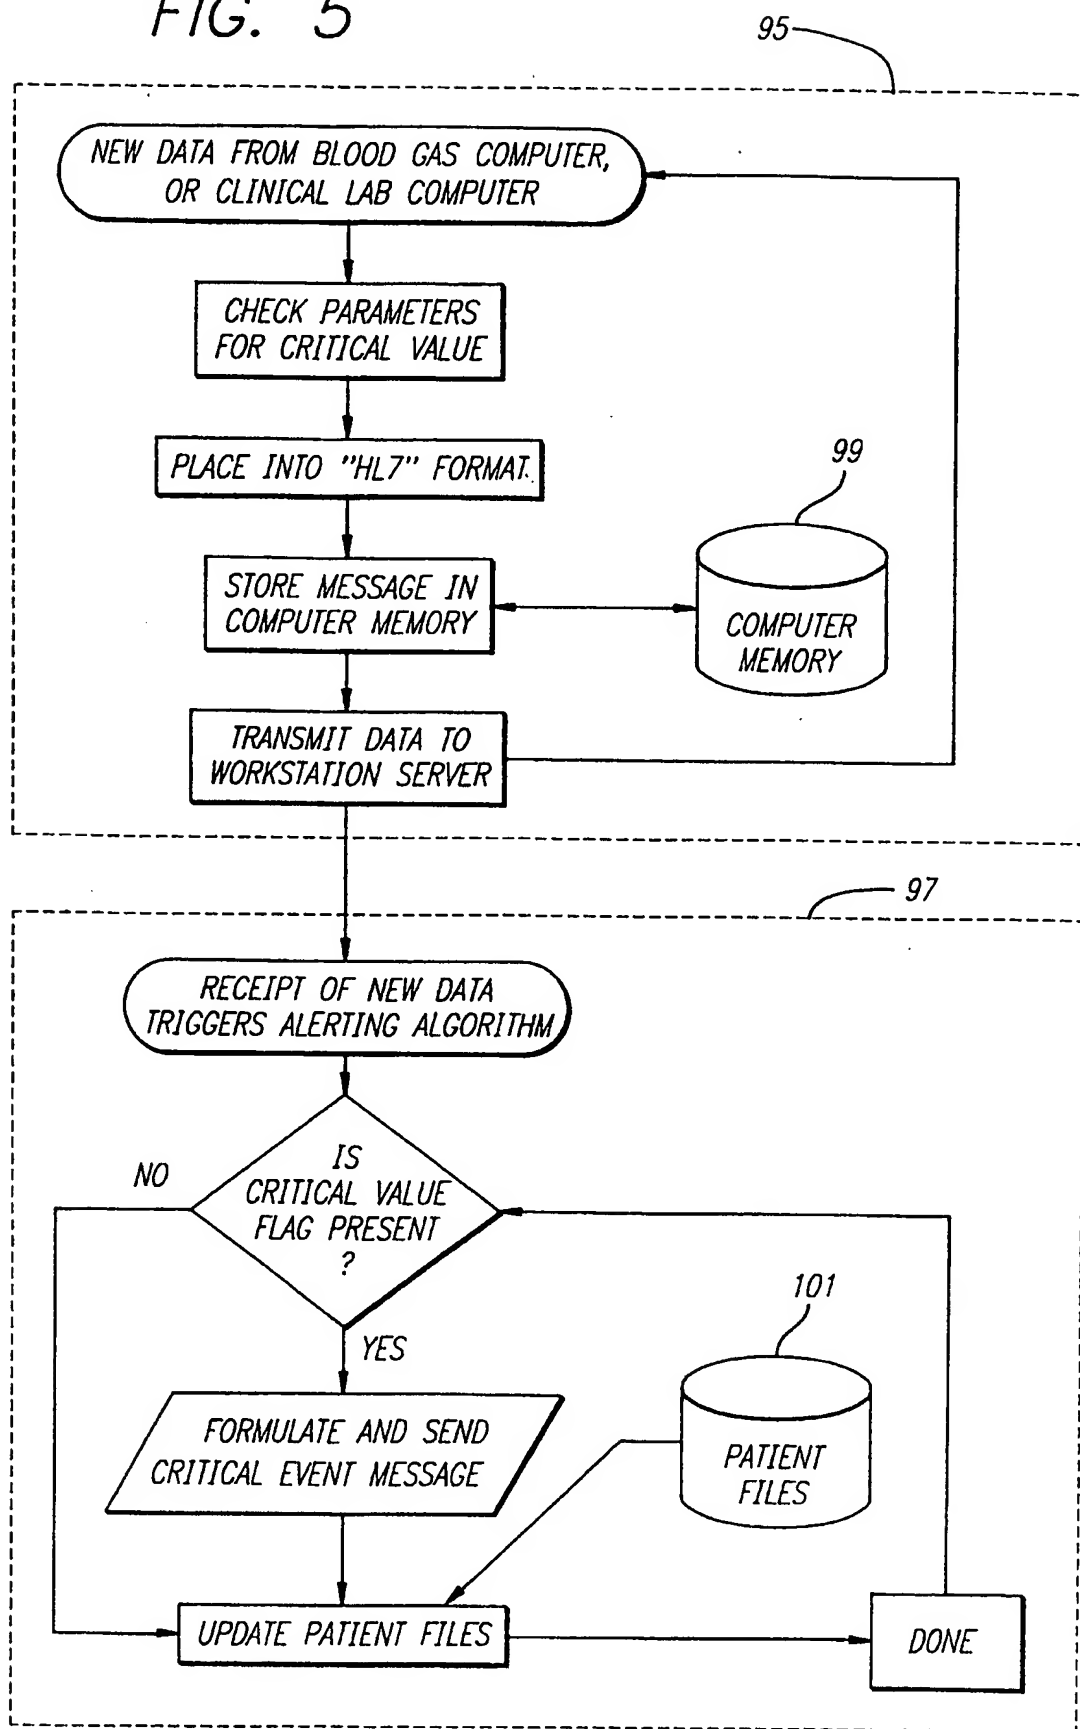 FIG. 5
95
NEW DATA FROM BLOOD GAS COMPUTER,
OR CLINICAL LAB COMPUTER
CHECK PARAMETERS
FOR CRITICAL VALUE
PLACE INTO "HL7" FORMAT.
99
STORE MESSAGE IN
COMPUTER MEMORY
COMPUTER
MEMORY
TRANSMIT DATA TO
WORKSTATION SERVER
97
RECEIPT OF NEW DATA
TRIGGERS ALERTING ALGORITHM
NO
IS
CRITICAL VALUE
FLAG PRESENT
?
YES
101
FORMULATE AND SEND
CRITICAL EVENT MESSAGE
PATIENT
FILES
UPDATE PATIENT FILES
DONE